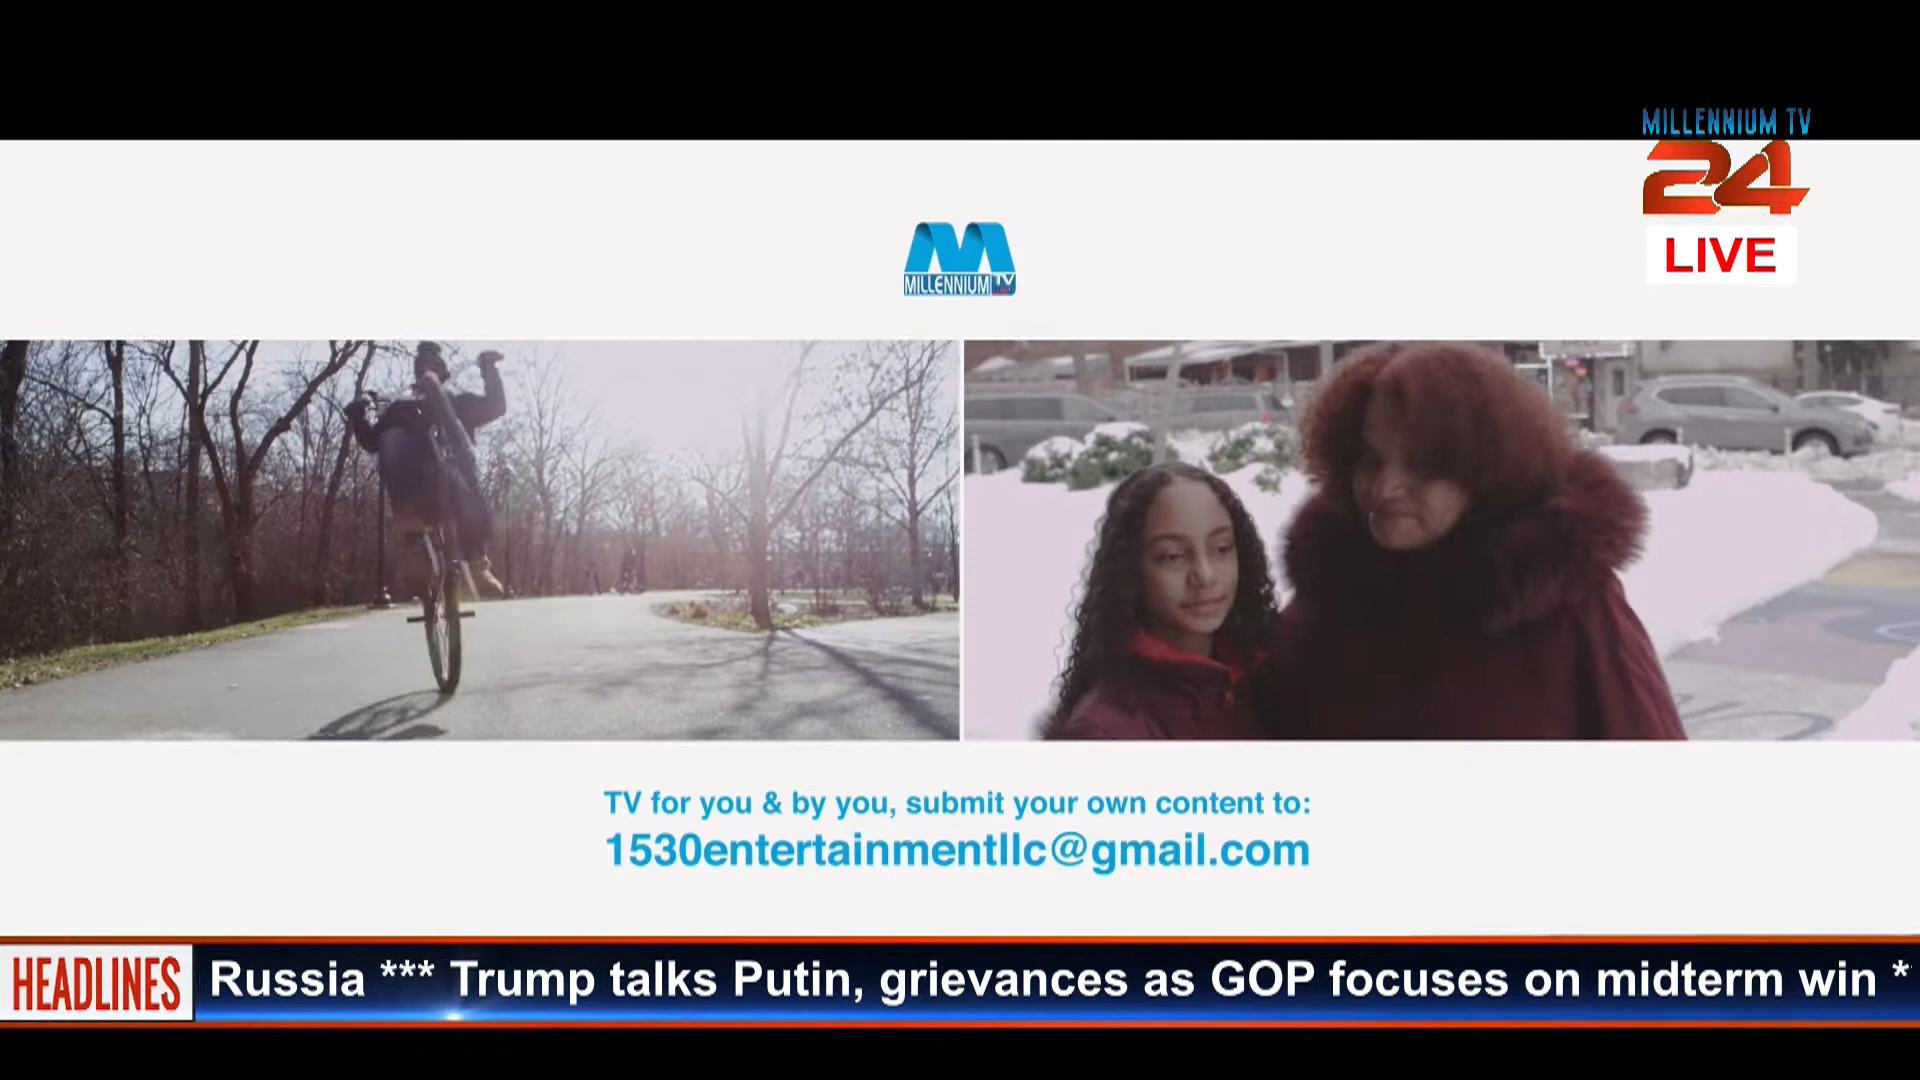 MILLENNIUM TV
24
LIVE
MILLENNIUM TV
TV for you & by you, submit your own content to:
1530entertainmentllc@gmail.com
HEADLINES
Russia *** Trump talks Putin, grievances as GOP focuses on midterm win *